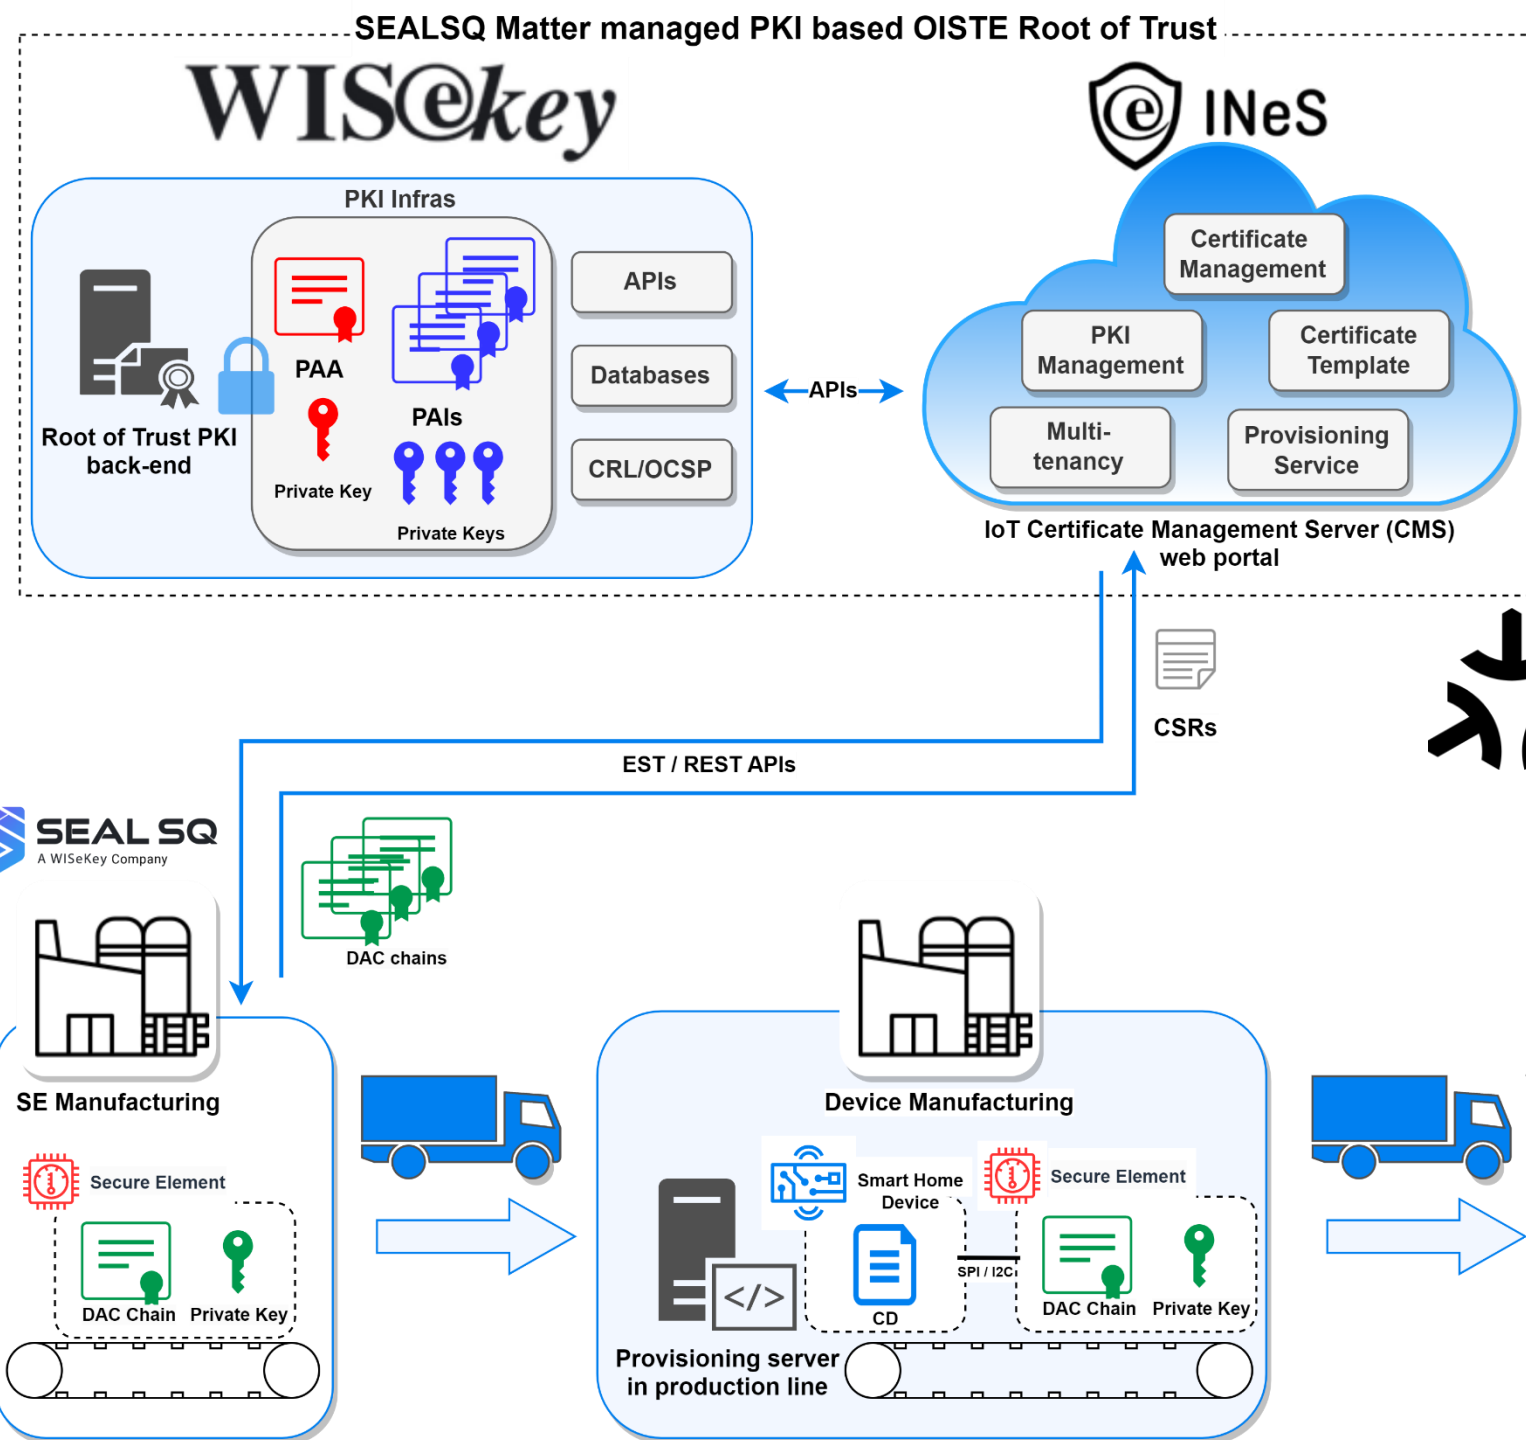 SEALSQ Matter managed PKI based OISTE Root of Trust
WISekey
INeS
PKI Infras
PAA
Private Key
PAIs
Private Keys
Root of Trust PKI
back-end
APIs
Databases
CRL/OCSP
APIs
Certificate
Management
PKI
Management
Certificate
Template
Multi-
tenancy
Provisioning
Service
IoT Certificate Management Server (CMS)
web portal
CSRs
EST / REST APIs
SEAL SQ
A WISeKey Company
DAC chains
SE Manufacturing
Secure Element
DAC Chain
Private Key
Device Manufacturing
Smart Home
Device
CD
SPI / I2C
Secure Element
DAC Chain
Private Key
</>
Provisioning server
in production line